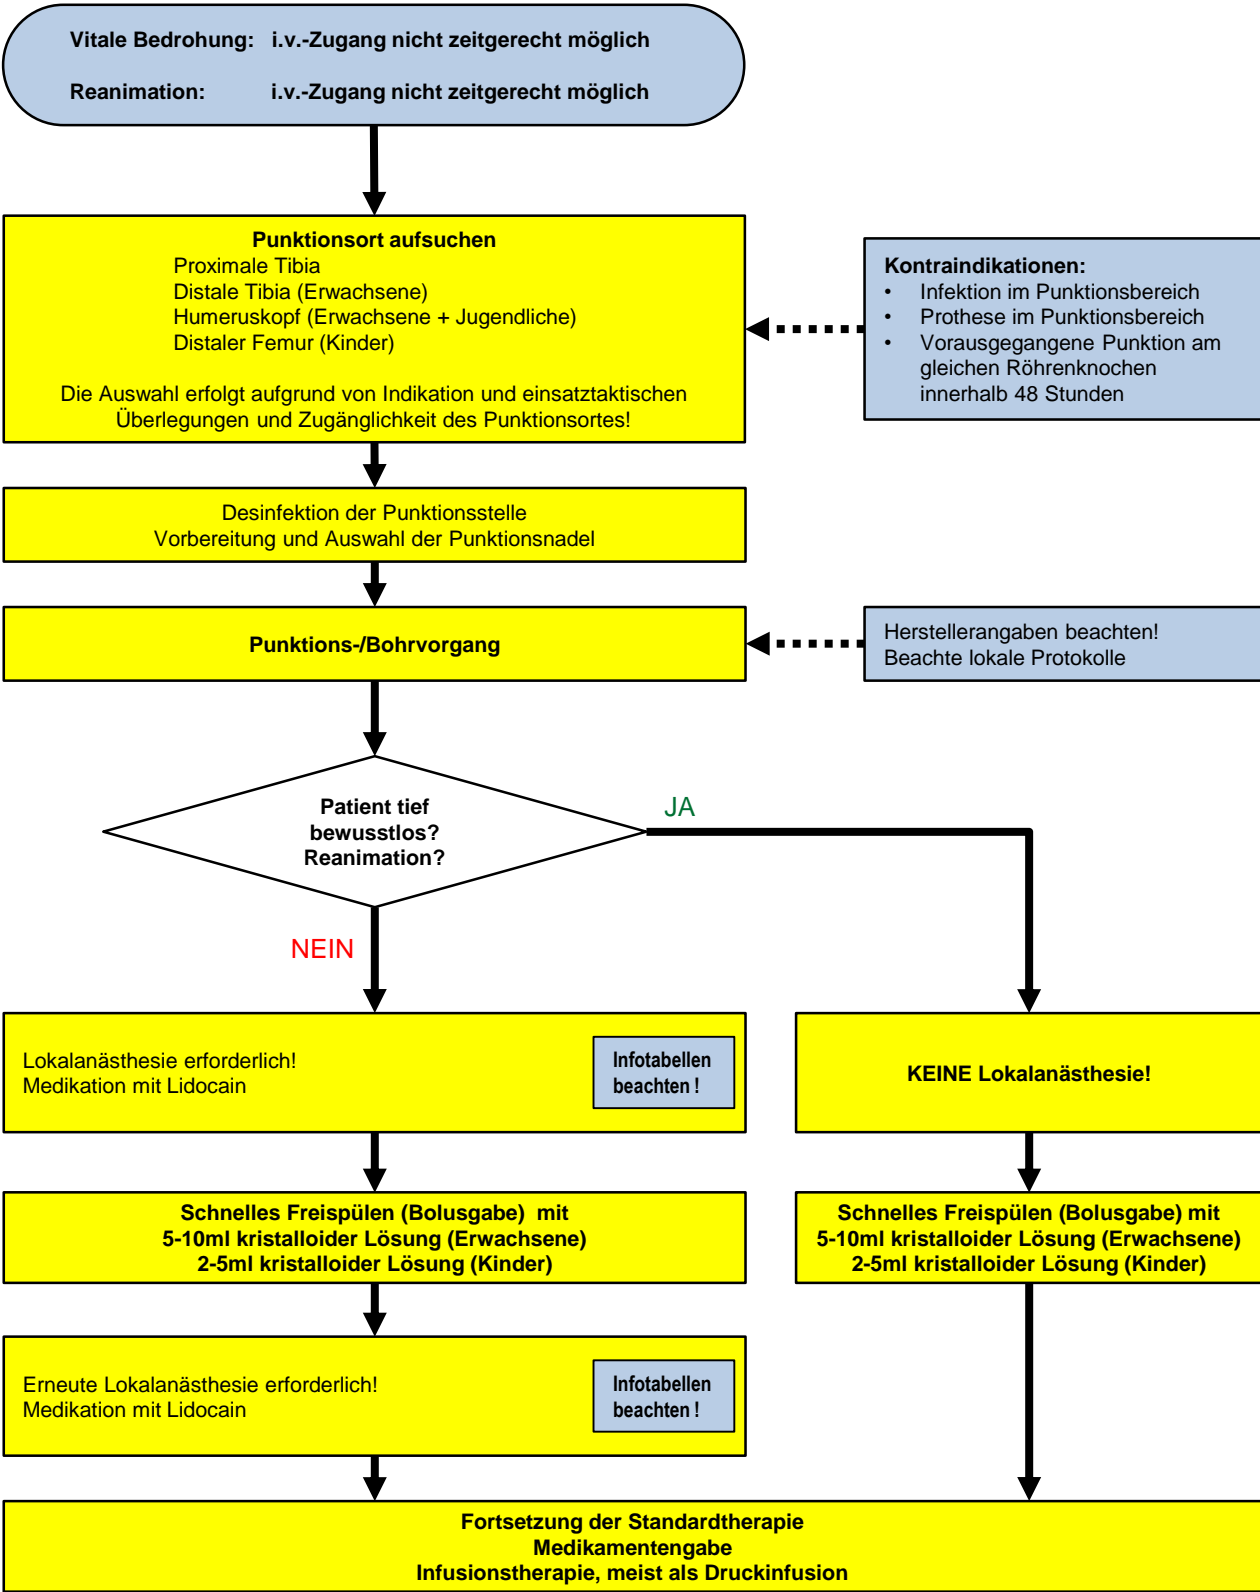 Vitale Bedrohung: i.v.-Zugang nicht zeitgerecht möglich
Reanimation: i.v.-Zugang nicht zeitgerecht möglich
Punktionsort aufsuchen
Proximale Tibia
Distale Tibia (Erwachsene)
Humeruskopf (Erwachsene + Jugendliche)
Distaler Femur (Kinder)
Die Auswahl erfolgt aufgrund von Indikation und einsatztaktischen
Überlegungen und Zugänglichkeit des Punktionsortes!
Kontraindikationen:
• Infektion im Punktionsbereich
• Prothese im Punktionsbereich
• Vorausgegangene Punktion am
gleichen Röhrenknochen
innerhalb 48 Stunden
Desinfektion der Punktionsstelle
Vorbereitung und Auswahl der Punktionsnadel
Punktions-/Bohrvorgang
Herstellerangaben beachten!
Beachte lokale Protokolle
Patient tief
bewusstlos?
Reanimation?
JA
NEIN
Lokalanästhesie erforderlich!
Medikation mit Lidocain
Infotabellen
beachten !
KEINE Lokalanästhesie!
Schnelles Freispülen (Bolusgabe) mit
5-10ml kristalloider Lösung (Erwachsene)
2-5ml kristalloider Lösung (Kinder)
Schnelles Freispülen (Bolusgabe) mit
5-10ml kristalloider Lösung (Erwachsene)
2-5ml kristalloider Lösung (Kinder)
Erneute Lokalanästhesie erforderlich!
Medikation mit Lidocain
Infotabellen
beachten !
Fortsetzung der Standardtherapie
Medikamentengabe
Infusionstherapie, meist als Druckinfusion